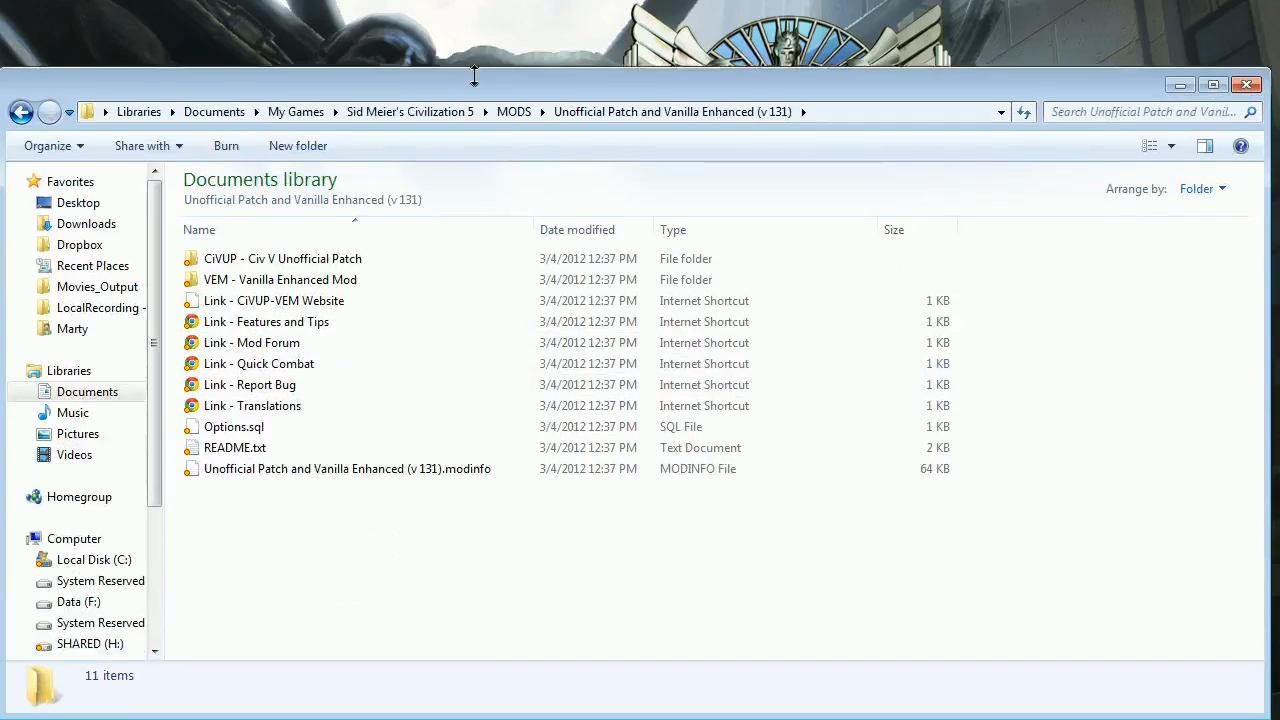 Libraries Documents My Games Sid Meier's Civilization 5 MODS Unofficial Patch and Vanilla Enhanced (v 131)
Search Unofficial Patch and Vanil...
Organize Share with Burn New folder
Favorites
Desktop
Downloads
Dropbox
Recent Places
Movies_Output
LocalRecording -
Marty
Libraries
Documents
Music
Pictures
Videos
Homegroup
Computer
Local Disk (C:)
System Reserved
Data (F:)
System Reserved
SHARED (H:)
Documents library
Unofficial Patch and Vanilla Enhanced (v 131)
Arrange by: Folder
Name Date modified Type Size
CiVUP - Civ V Unofficial Patch 3/4/2012 12:37 PM File folder
VEM - Vanilla Enhanced Mod 3/4/2012 12:37 PM File folder
Link - CiVUP-VEM Website 3/4/2012 12:37 PM Internet Shortcut 1 KB
Link - Features and Tips 3/4/2012 12:37 PM Internet Shortcut 1 KB
Link - Mod Forum 3/4/2012 12:37 PM Internet Shortcut 1 KB
Link - Quick Combat 3/4/2012 12:37 PM Internet Shortcut 1 KB
Link - Report Bug 3/4/2012 12:37 PM Internet Shortcut 1 KB
Link - Translations 3/4/2012 12:37 PM Internet Shortcut 1 KB
Options.sql 3/4/2012 12:37 PM SQL File 1 KB
README.txt 3/4/2012 12:37 PM Text Document 2 KB
Unofficial Patch and Vanilla Enhanced (v 131).modinfo 3/4/2012 12:37 PM MODINFO File 64 KB
11 items